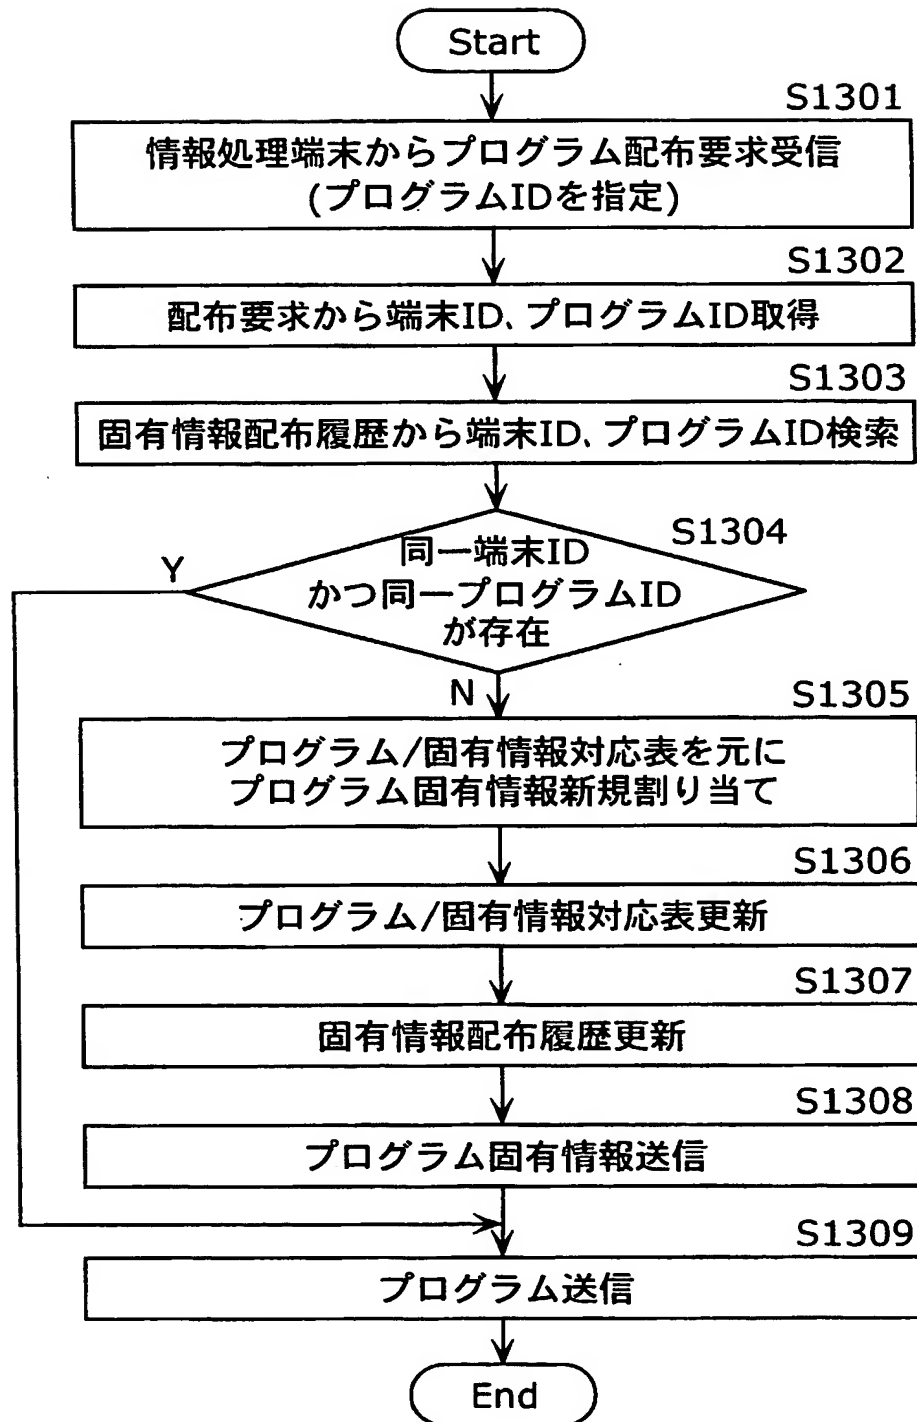 Start
S1301
情報処理端末からプログラム配布要求受信
(プログラムIDを指定)
S1302
配布要求から端末ID、プログラムID取得
S1303
固有情報配布履歴から端末ID、プログラムID検索
S1304
同一端末ID
かつ同一プログラムID
が存在
Y
N
S1305
プログラム/固有情報対応表を元に
プログラム固有情報新規割り当て
S1306
プログラム/固有情報対応表更新
S1307
固有情報配布履歴更新
S1308
プログラム固有情報送信
S1309
プログラム送信
End